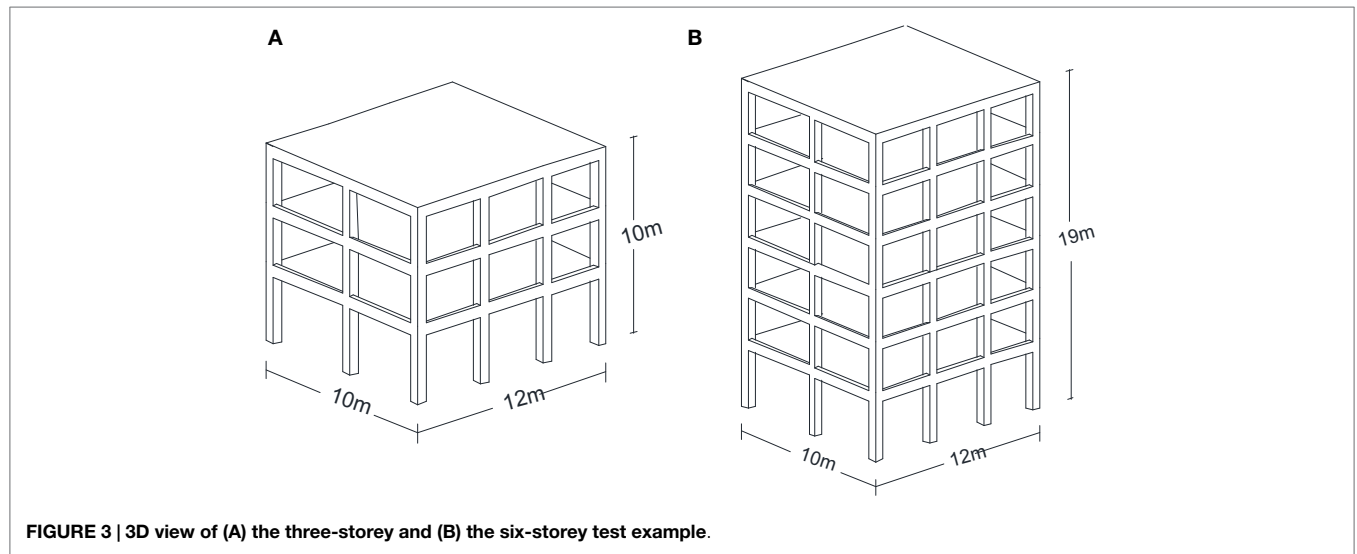 A
B
10m
10m
12m
19m
10m
12m
FIGURE 3 | 3D view of (A) the three-storey and (B) the six-storey test example.